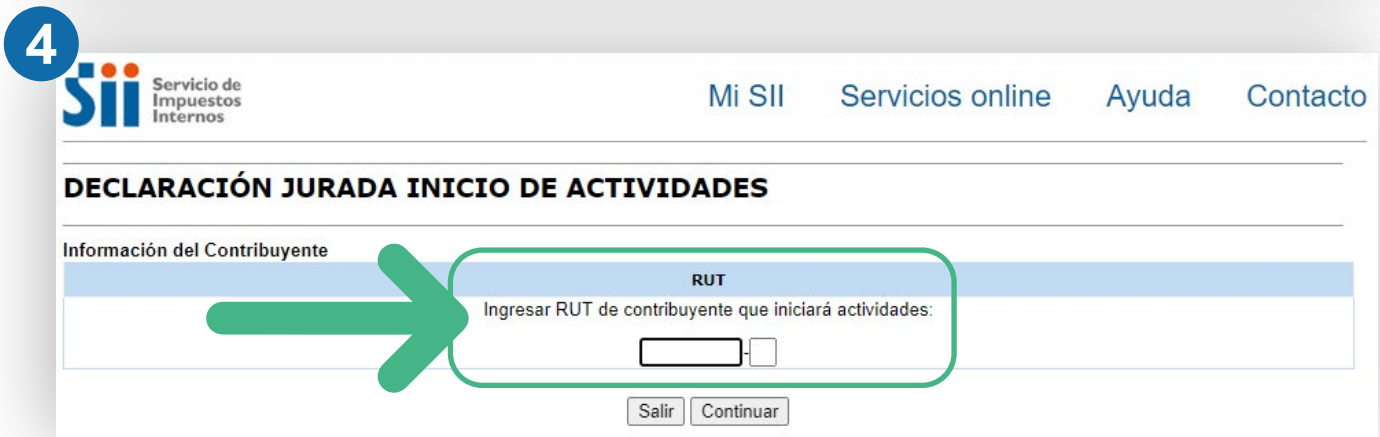 4
Sii
Servicio de
Impuestos
Internos
Mi SII Servicios online Ayuda Contacto
DECLARACIÓN JURADA INICIO DE ACTIVIDADES
Información del Contribuyente
RUT
Ingresar RUT de contribuyente que iniciará actividades:
-
Salir Continuar